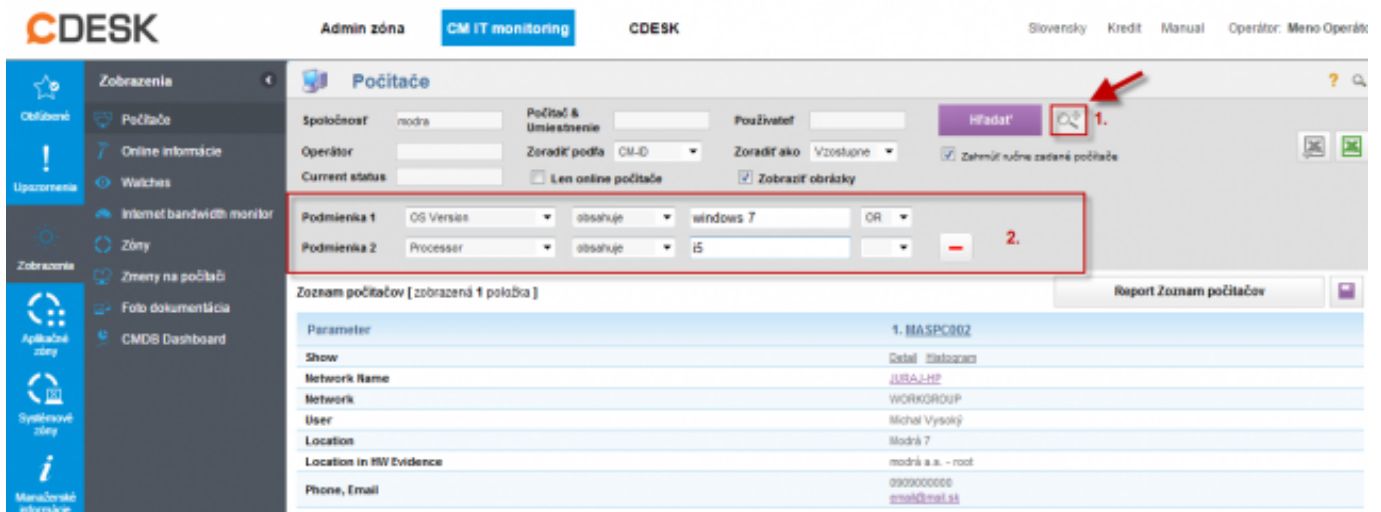 CDESK
Admin zóna CM IT monitoring CDESK
Slovensky Kredit Manual Operátor: Meno Operáto
Obľúbené
Upozornenia
Zobrazenia
Aplikačné zóny
Systémové zóny
Manažerské informácie
Zobrazenia
Počítače
Online informácie
Watches
Internet bandwidth monitor
Zóny
Zmeny na počítači
Foto dokumentácia
CMDB Dashboard
Počítače
?
Spoločnosť modra Počítač & Umiestnenie Používateľ Hľadať 1.
Operátor Zoradiť podľa CM-ID Zoradiť ako Vzostupne Zahrnúť ručne zadané počítače
Current status Len online počítače Zobraziť obrázky
Podmienka 1 OS Version obsahuje windows 7 OR
Podmienka 2 Processor obsahuje i5 2.
Zoznam počítačov [ zobrazená 1 položka ] Report Zoznam počítačov
Parameter 1. MASPC002
Show Detail Histogram
Network Name JURAJ-HP
Network WORKGROUP
User Michal Vysoký
Location Modrá 7
Location in HW Evidence modrá a.s. - root
Phone, Email 0909000000
email@mail.sk